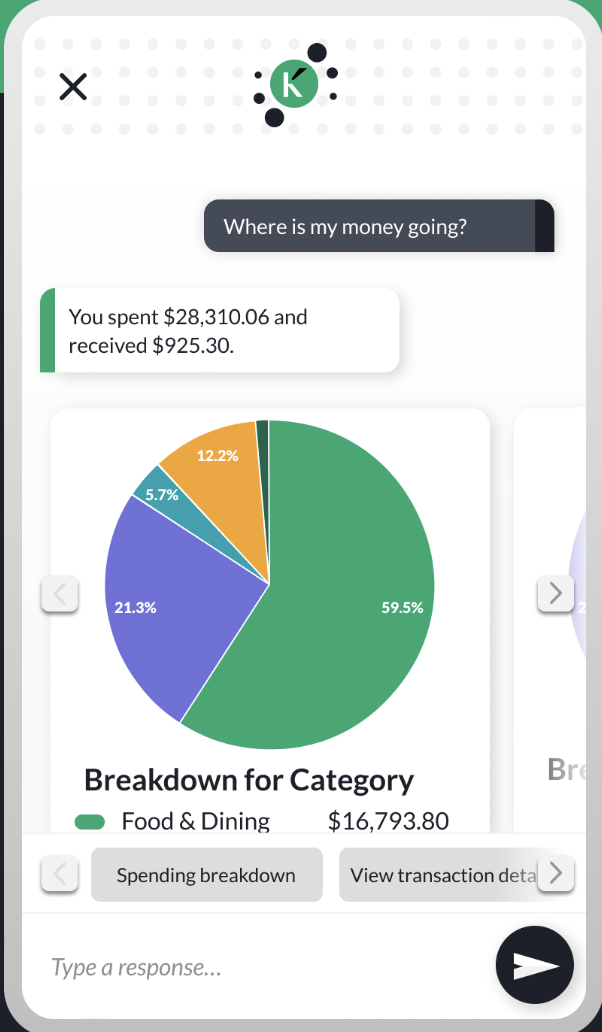 K
Where is my money going?
You spent $28,310.06 and
received $925.30.
12.2%
5.7%
21.3%
59.5%
Breakdown for Category
Food & Dining $16,793.80
Spending breakdown
View transaction deta
Type a response...